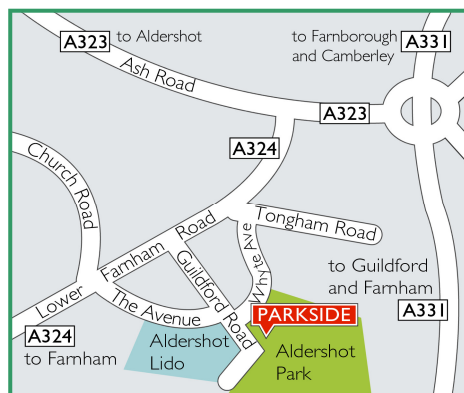 A323
to Aldershot
to Farnborough
and Camberley
A331
Ash Road
A323
A324
Church Road
Lower Farnham Road
Tongham Road
Whyte Ave
Guildford Road
The Avenue
to Guildford
and Farnham
A331
PARKSIDE
A324
to Farnham
Aldershot
Lido
Aldershot
Park